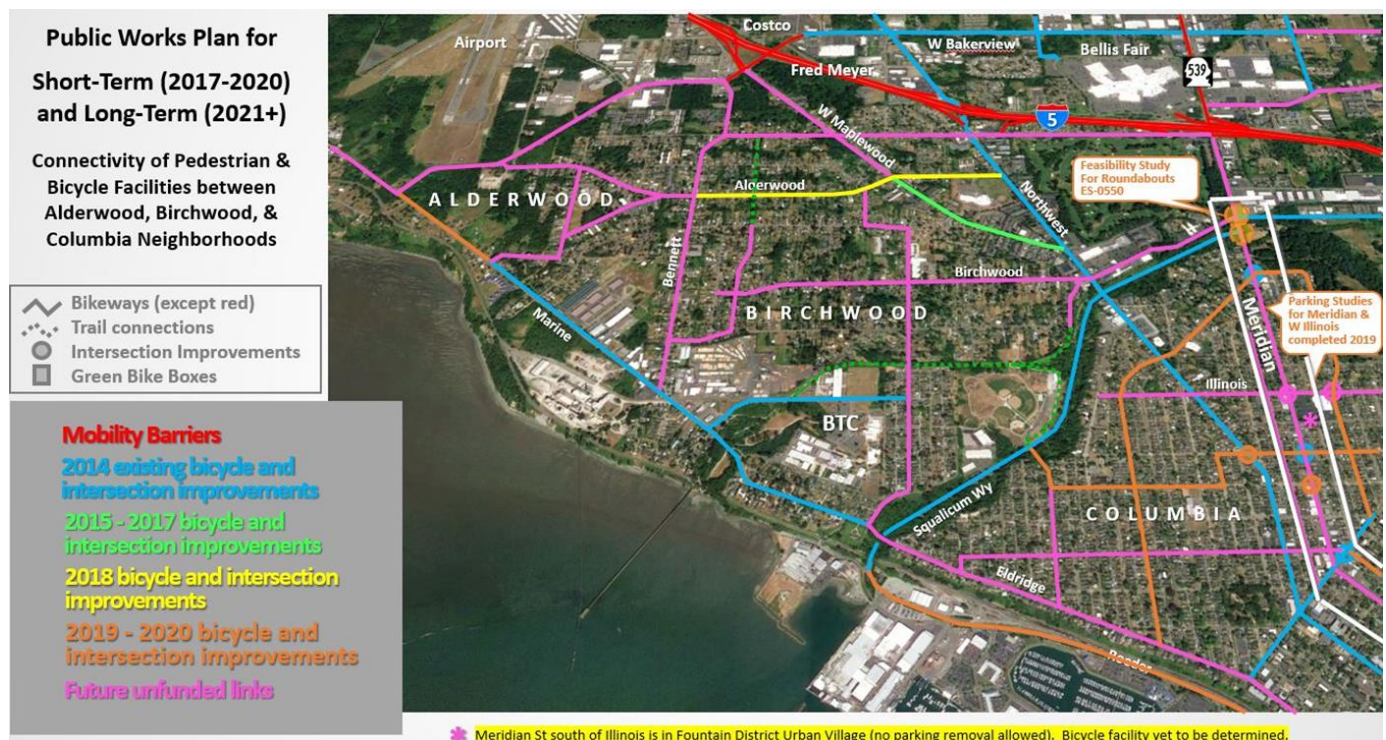 Public Works Plan for
Short-Term (2017-2020)
and Long-Term (2021+)
Connectivity of Pedestrian &
Bicycle Facilities between
Alderwood, Birchwood, &
Columbia Neighborhoods
Bikeways (except red)
Trail connections
Intersection Improvements
Green Bike Boxes
Mobility Barriers
2014 existing bicycle and
intersection improvements
2015 - 2017 bicycle and
intersection improvements
2018 bicycle and intersection
improvements
2019 - 2020 bicycle and
intersection improvements
Future unfunded links
Costco
Airport
W Bakerview
Bellis Fair
Fred Meyer
539
5
W Maplewood
Feasibility Study
For Roundabouts
ES-0550
Alderwood
ALDERWOOD
Northwest
Bennett
Birchwood
BIRCHWOOD
Marine
Meridian
Parking Studies
for Meridian &
W Illinois
completed 2019
Illinois
BTC
Squalicum Wy
COLUMBIA
Eldridge
Roeder
* Meridian St south of Illinois is in Fountain District Urban Village (no parking removal allowed). Bicycle facility yet to be determined.